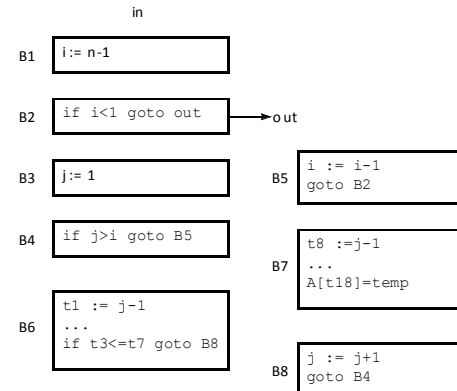 in
B1
i:= n-1
B2
if i<1 goto out
out
B3
j:= 1
B4
if j>i goto B5
B6
t1 := j-1
...
if t3<=t7 goto B8
B5
i := i-1
goto B2
B7
t8 :=j-1
...
A[t18]=temp
B8
j := j+1
goto B4